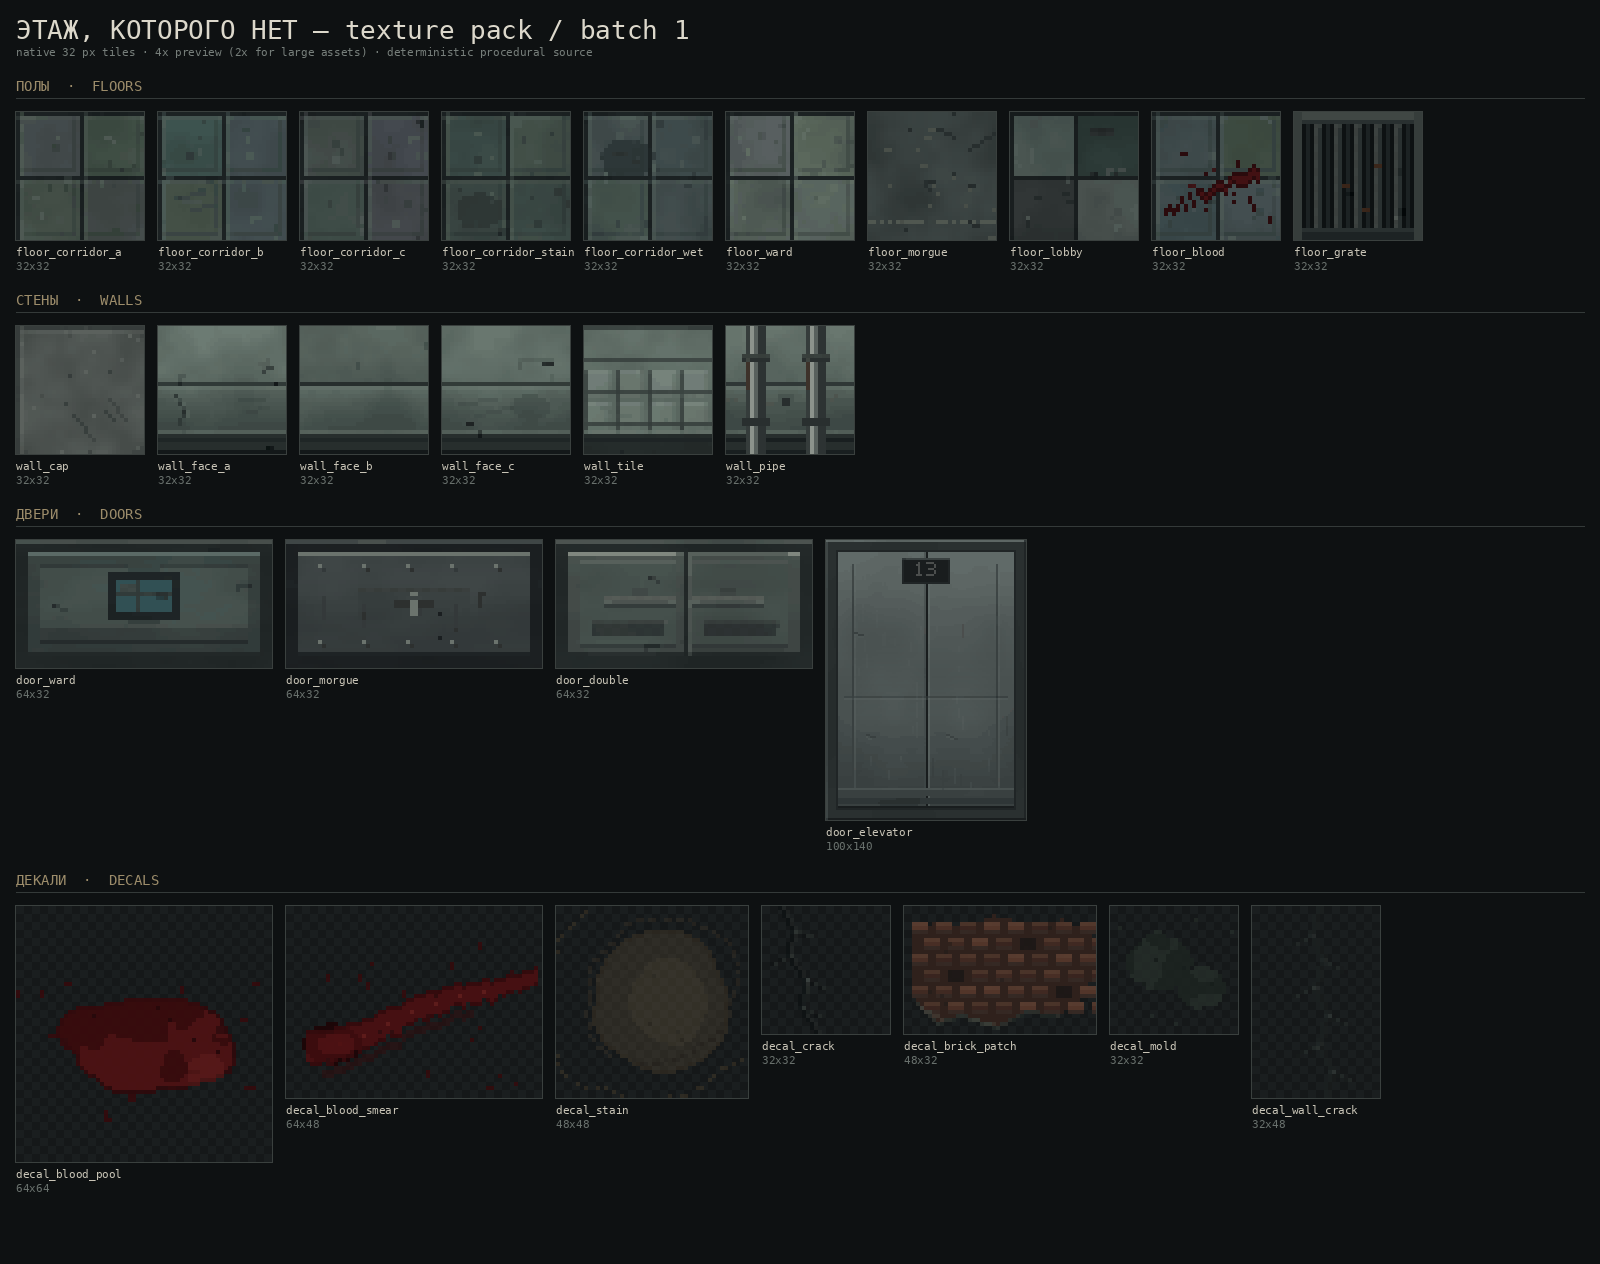 ЭТАЖ, КОТОРОГО НЕТ — texture pack / batch 1
native 32 px tiles · 4x preview (2x for large assets) · deterministic procedural source
ПОЛЫ · FLOORS
floor_corridor_a floor_corridor_b floor_corridor_c floor_corridor_stain floor_corridor_wet floor_ward floor_morgue floor_lobby floor_blood floor_grate
32x32 32x32 32x32 32x32 32x32 32x32 32x32 32x32 32x32 32x32
СТЕНЫ · WALLS
wall_cap wall_face_a wall_face_b wall_face_c wall_tile wall_pipe
32x32 32x32 32x32 32x32 32x32 32x32
ДВЕРИ · DOORS
13
door_ward door_morgue door_double
64x32 64x32 64x32
door_elevator
100x140
ДЕКАЛИ · DECALS
decal_crack decal_brick_patch decal_mold
32x32 48x32 32x32
decal_blood_smear decal_stain decal_wall_crack
64x48 48x48 32x48
decal_blood_pool
64x64